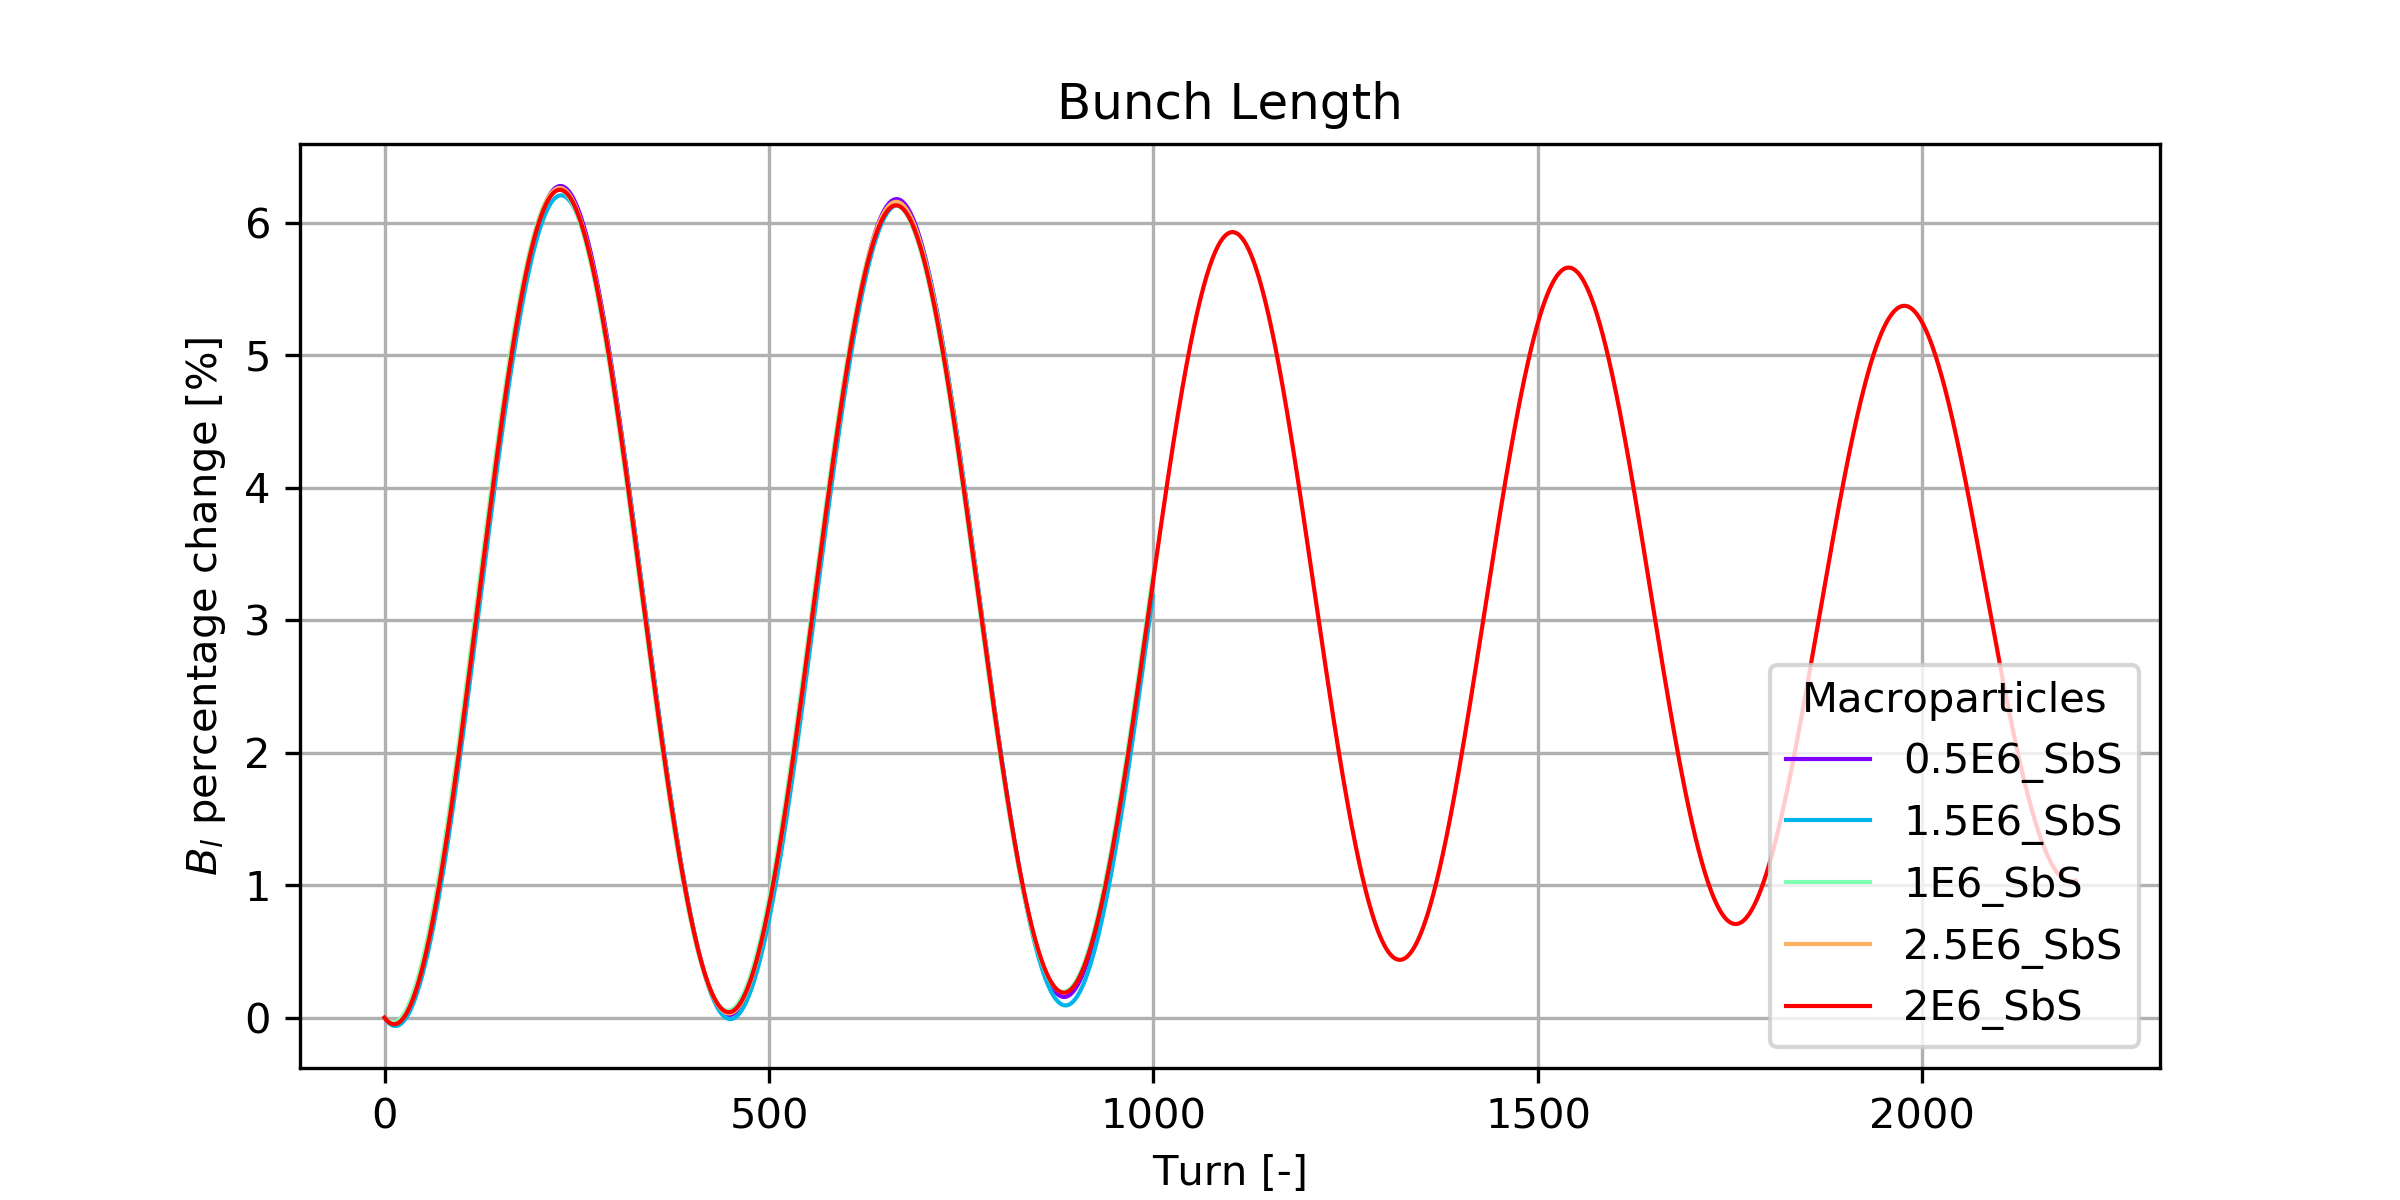 Bunch Length
B_l percentage change [%]
6
5
4
3
2
1
0
Macroparticles
0.5E6_SbS
1.5E6_SbS
1E6_SbS
2.5E6_SbS
2E6_SbS
0 500 1000 1500 2000
Turn [-]